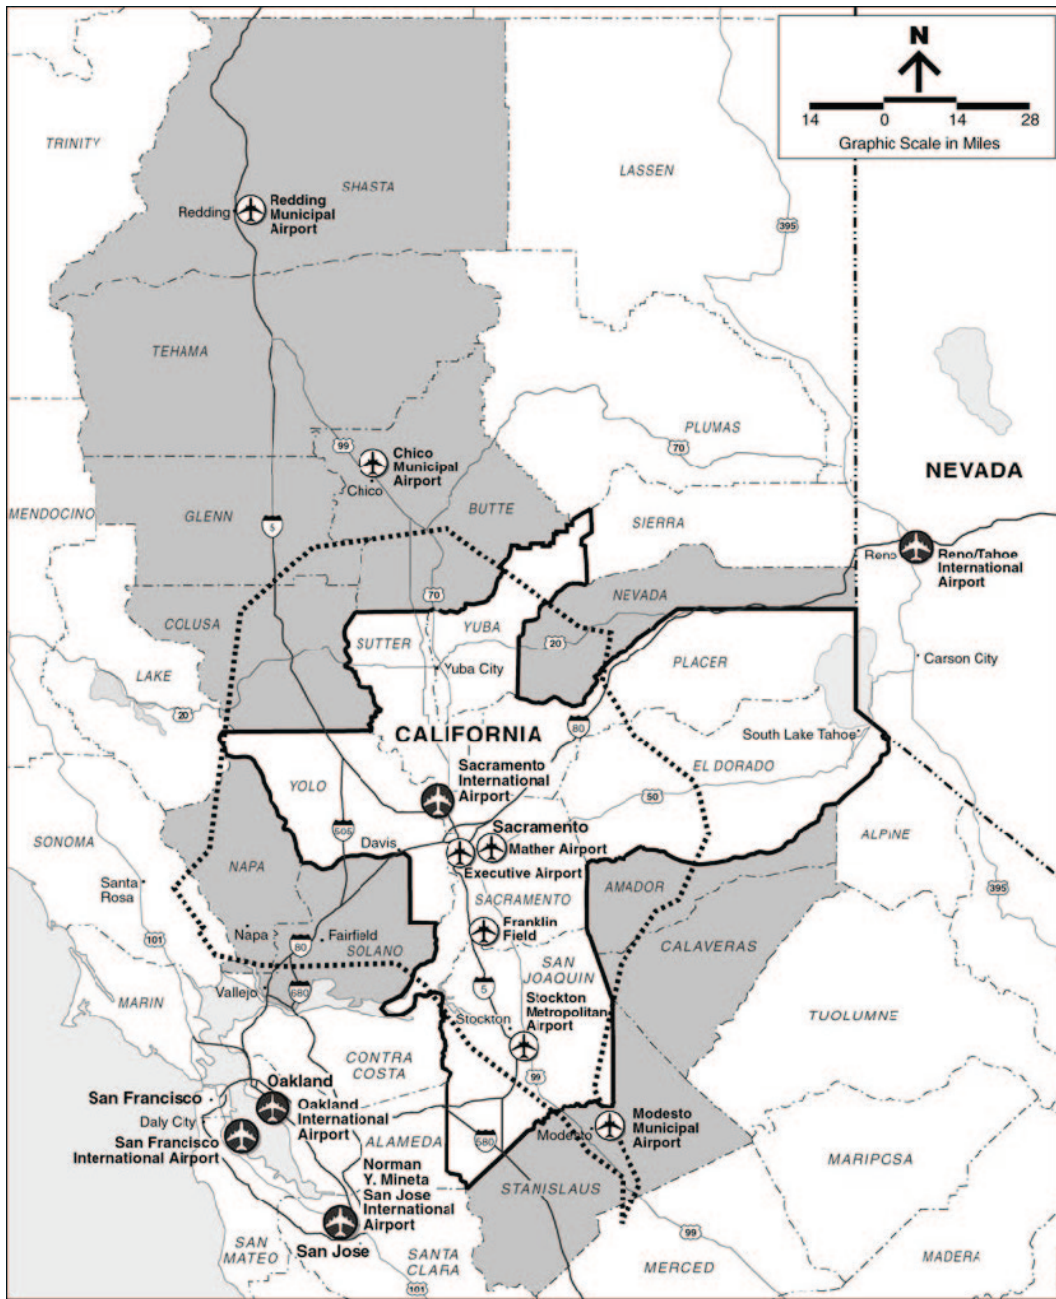 N
14
0
14
28
Graphic Scale in Miles
TRINITY
LASSEN
SHASTA
Redding
Redding
Municipal
Airport
395
TEHAMA
99
Chico
Municipal
Airport
Chico
PLUMAS
70
NEVADA
MENDOCINO
GLENN
5
BUTTE
SIERRA
Reno
Reno/Tahoe
International
Airport
70
NEVADA
COLUSA
SUTTER
YUBA
20
Yuba City
PLACER
Carson City
LAKE
20
CALIFORNIA
80
South Lake Tahoe
Sacramento
International
Airport
EL DORADO
YOLO
50
505
Davis
Sacramento
Mather Airport
Executive Airport
ALPINE
SONOMA
NAPA
AMADOR
Santa
Rosa
SACRAMENTO
395
Franklin
Field
101
Napa
Fairfield
80
SOLANO
CALAVERAS
SAN
JOAQUIN
MARIN
Vallejo
680
5
Stockton
Metropolitan
Airport
Stockton
TUOLUMNE
CONTRA
COSTA
99
Oakland
San Francisco
Oakland
International
Airport
Daly City
San Francisco
International Airport
ALAMEDA
580
Modesto
Modesto
Municipal
Airport
MARIPOSA
Norman
Y. Mineta
San Jose
International
Airport
STANISLAUS
San Jose
SAN
MATEO
SANTA
CLARA
101
99
MERCED
MADERA